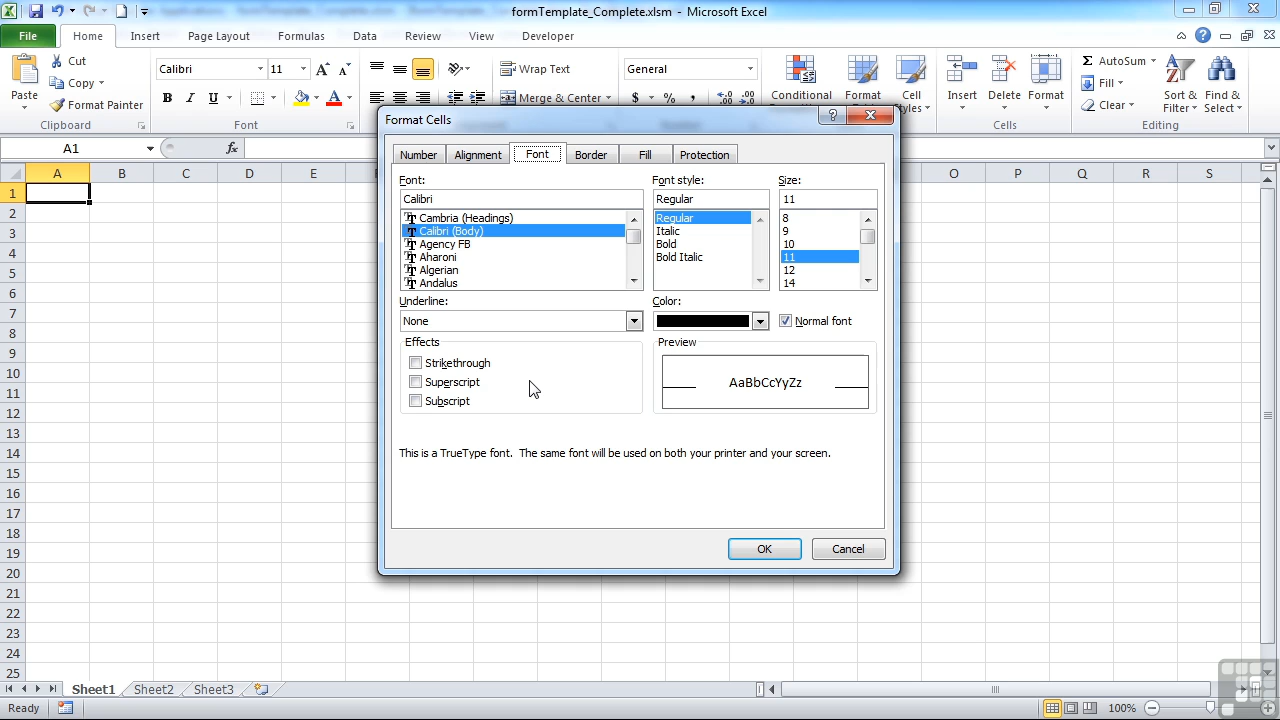 formTemplate_Complete.xlsm - Microsoft Excel
File Home Insert Page Layout Formulas Data Review View Developer
Paste
Cut
Copy
Format Painter
Clipboard
Calibri 11
B I U A
Font
Wrap Text
Merge & Center
General
$ % ,
Conditional
Format
Cell
Styles
Insert Delete Format
Cells
AutoSum
Fill
Clear
Sort & Filter
Find & Select
Editing
A1 fx
A B C D E O P Q R S
1
2
3
4
5
6
7
8
9
10
11
12
13
14
15
16
17
18
19
20
21
22
23
24
25
Format Cells
Number Alignment Font Border Fill Protection
Font: Font style: Size:
Calibri Regular 11
Cambria (Headings) Regular 8
Calibri (Body) Italic 9
Agency FB Bold 10
Aharoni Bold Italic 11
Algerian 12
Andalus 14
Underline: Color:
None Normal font
Effects Preview
Strikethrough
Superscript AaBbCcYyZz
Subscript
This is a TrueType font. The same font will be used on both your printer and your screen.
OK Cancel
Sheet1 Sheet2 Sheet3
Ready 100%